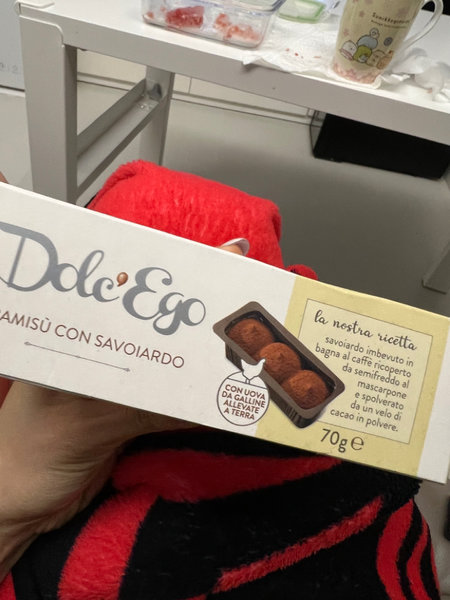 Dolc'Ego
AMISÙ CON SAVOIARDO
CON UOVA
DA GALLINE
ALLEVATE
A TERRA
la nostra ricetta
savoiardo imbevuto in
bagna al caffè ricoperto
da semifreddo al
mascarpone
e spolverato
da un velo di
cacao in polvere.
70g e